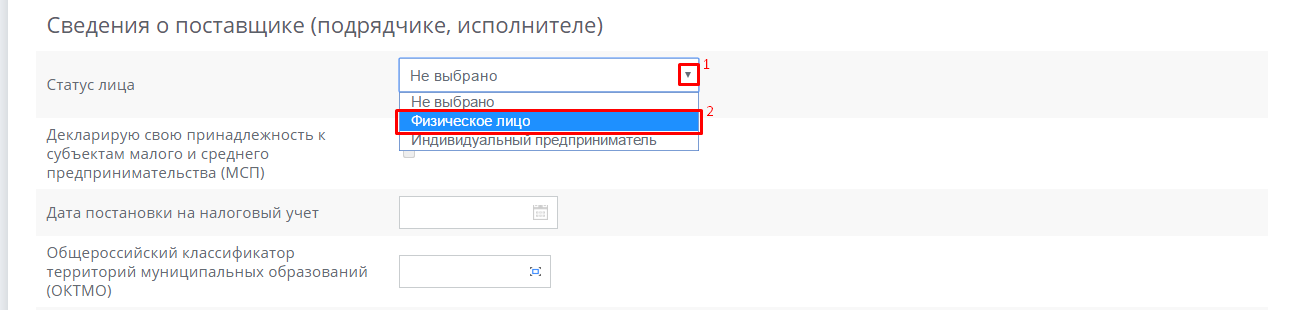 Сведения о поставщике (подрядчике, исполнителе)
Статус лица
Не выбрано
1
Не выбрано
Физическое лицо
2
Индивидуальный предприниматель
Декларирую свою принадлежность к
субъектам малого и среднего
предпринимательства (МСП)
Дата постановки на налоговый учет
Общероссийский классификатор
территорий муниципальных образований
(ОКТМО)